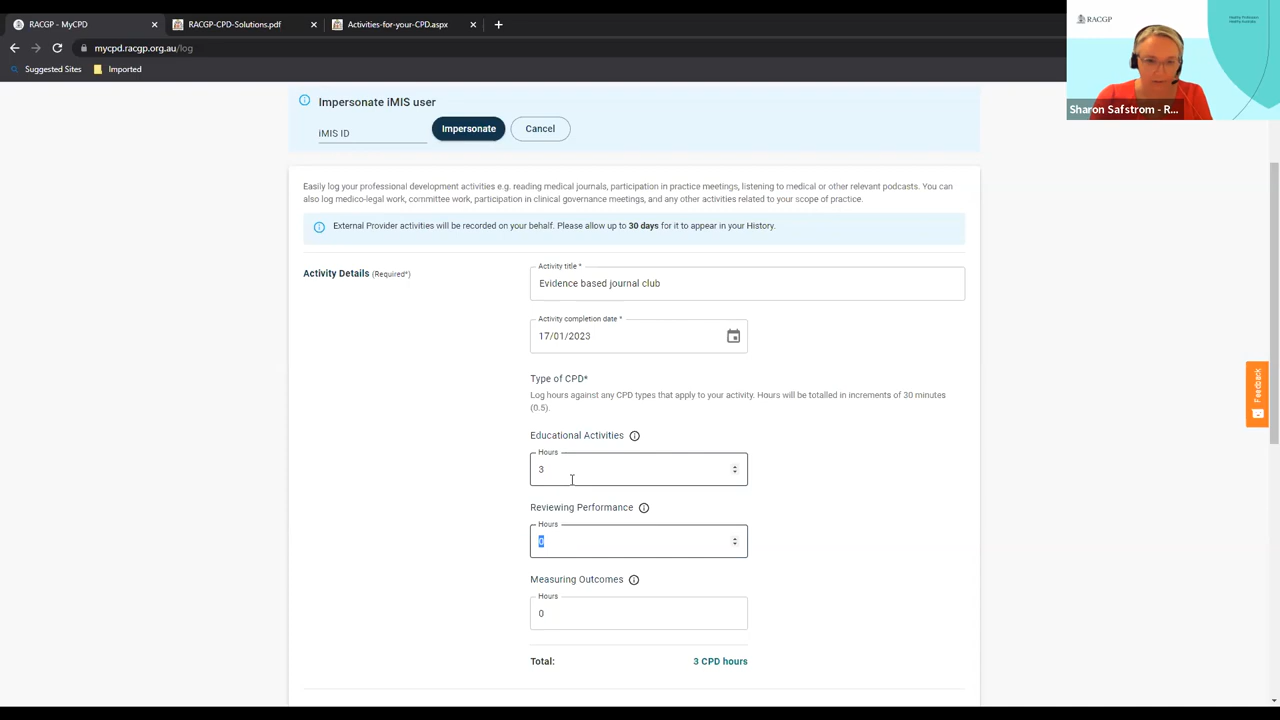 RACGP - MyCPD
RACGP-CPD-Solutions.pdf
Activities-for-your-CPD.aspx
mycpd.racgp.org.au/log
Suggested Sites
Imported
RACGP
Healthy Profession.
Healthy Australia.
Sharon Safstrom - R...
Impersonate iMIS user
iMIS ID
Impersonate
Cancel
Easily log your professional development activities e.g. reading medical journals, participation in practice meetings, listening to medical or other relevant podcasts. You can
also log medico-legal work, committee work, participation in clinical governance meetings, and any other activities related to your scope of practice.
External Provider activities will be recorded on your behalf. Please allow up to 30 days for it to appear in your History.
Activity Details (Required*)
Activity title *
Evidence based journal club
Activity completion date *
17/01/2023
Type of CPD*
Log hours against any CPD types that apply to your activity. Hours will be totalled in increments of 30 minutes
(0.5).
Educational Activities
Hours
3
Reviewing Performance
Hours
0
Measuring Outcomes
Hours
0
Total: 3 CPD hours
Feedback